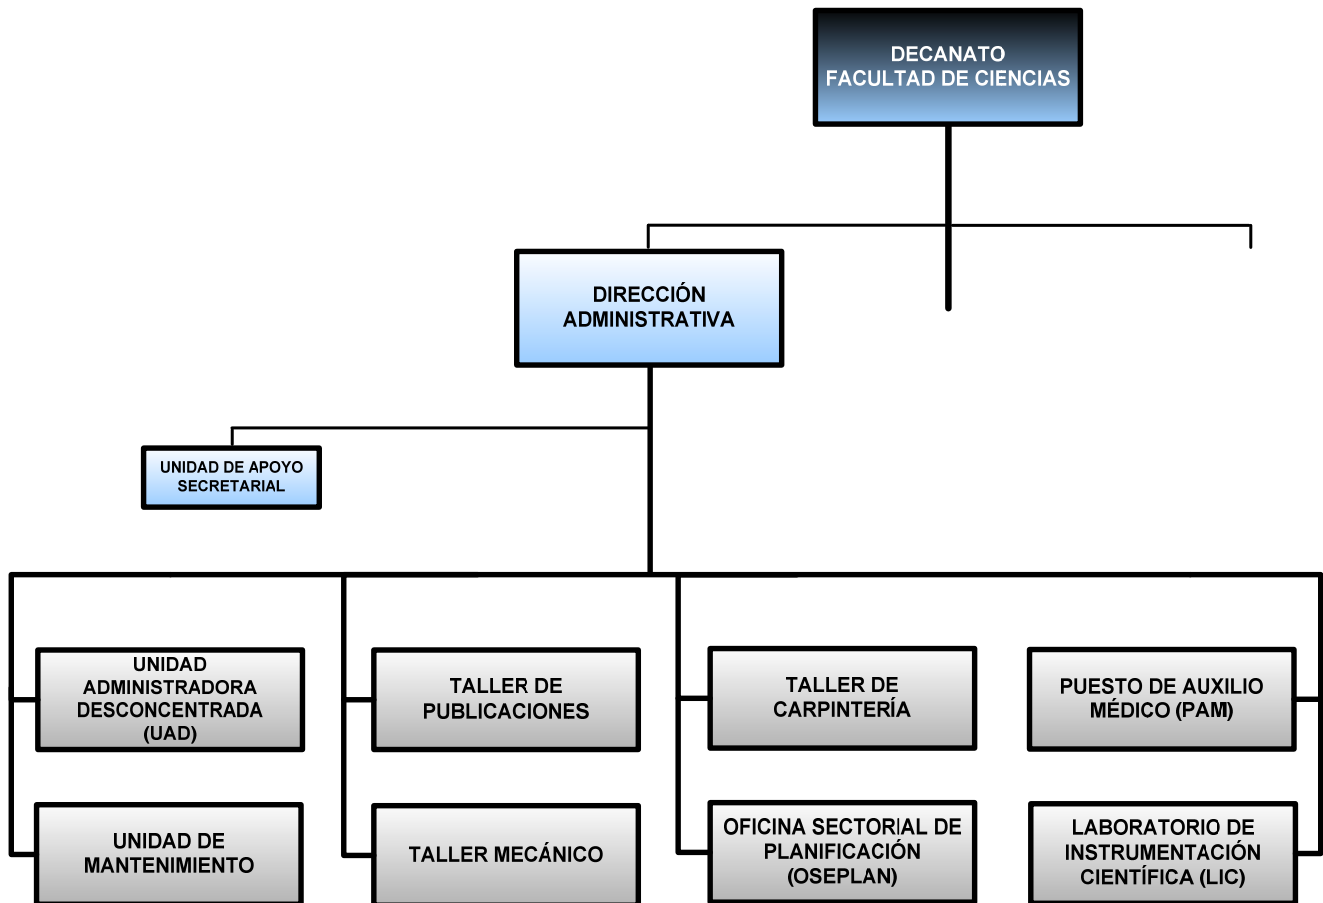 DECANATO
FACULTAD DE CIENCIAS
DIRECCIÓN
ADMINISTRATIVA
UNIDAD DE APOYO
SECRETARIAL
UNIDAD
ADMINISTRADORA
DESCONCENTRADA
(UAD)
TALLER DE
PUBLICACIONES
TALLER DE
CARPINTERÍA
PUESTO DE AUXILIO
MÉDICO (PAM)
UNIDAD DE
MANTENIMIENTO
TALLER MECÁNICO
OFICINA SECTORIAL DE
PLANIFICACIÓN
(OSEPLAN)
LABORATORIO DE
INSTRUMENTACIÓN
CIENTÍFICA (LIC)